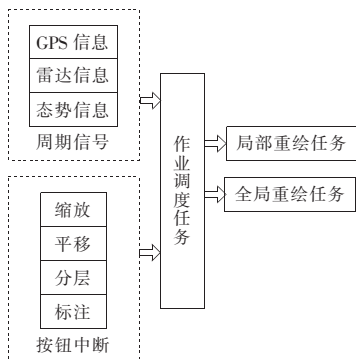 GPS 信息
雷达信息
态势信息
周期信号
缩放
平移
分层
标注
按钮中断
作业调度任务
局部重绘任务
全局重绘任务